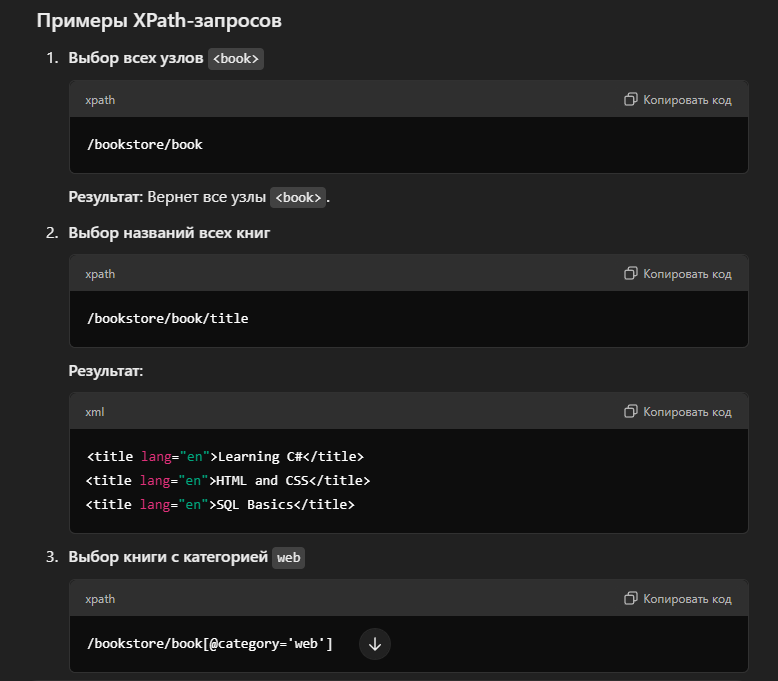 Примеры XPath-запросов
1. Выбор всех узлов <book>
xpath
Копировать код
/bookstore/book
Результат: Вернет все узлы <book>.
2. Выбор названий всех книг
xpath
Копировать код
/bookstore/book/title
Результат:
xml
Копировать код
<title lang="en">Learning C#</title>
<title lang="en">HTML and CSS</title>
<title lang="en">SQL Basics</title>
3. Выбор книги с категорией web
xpath
Копировать код
/bookstore/book[@category='web']